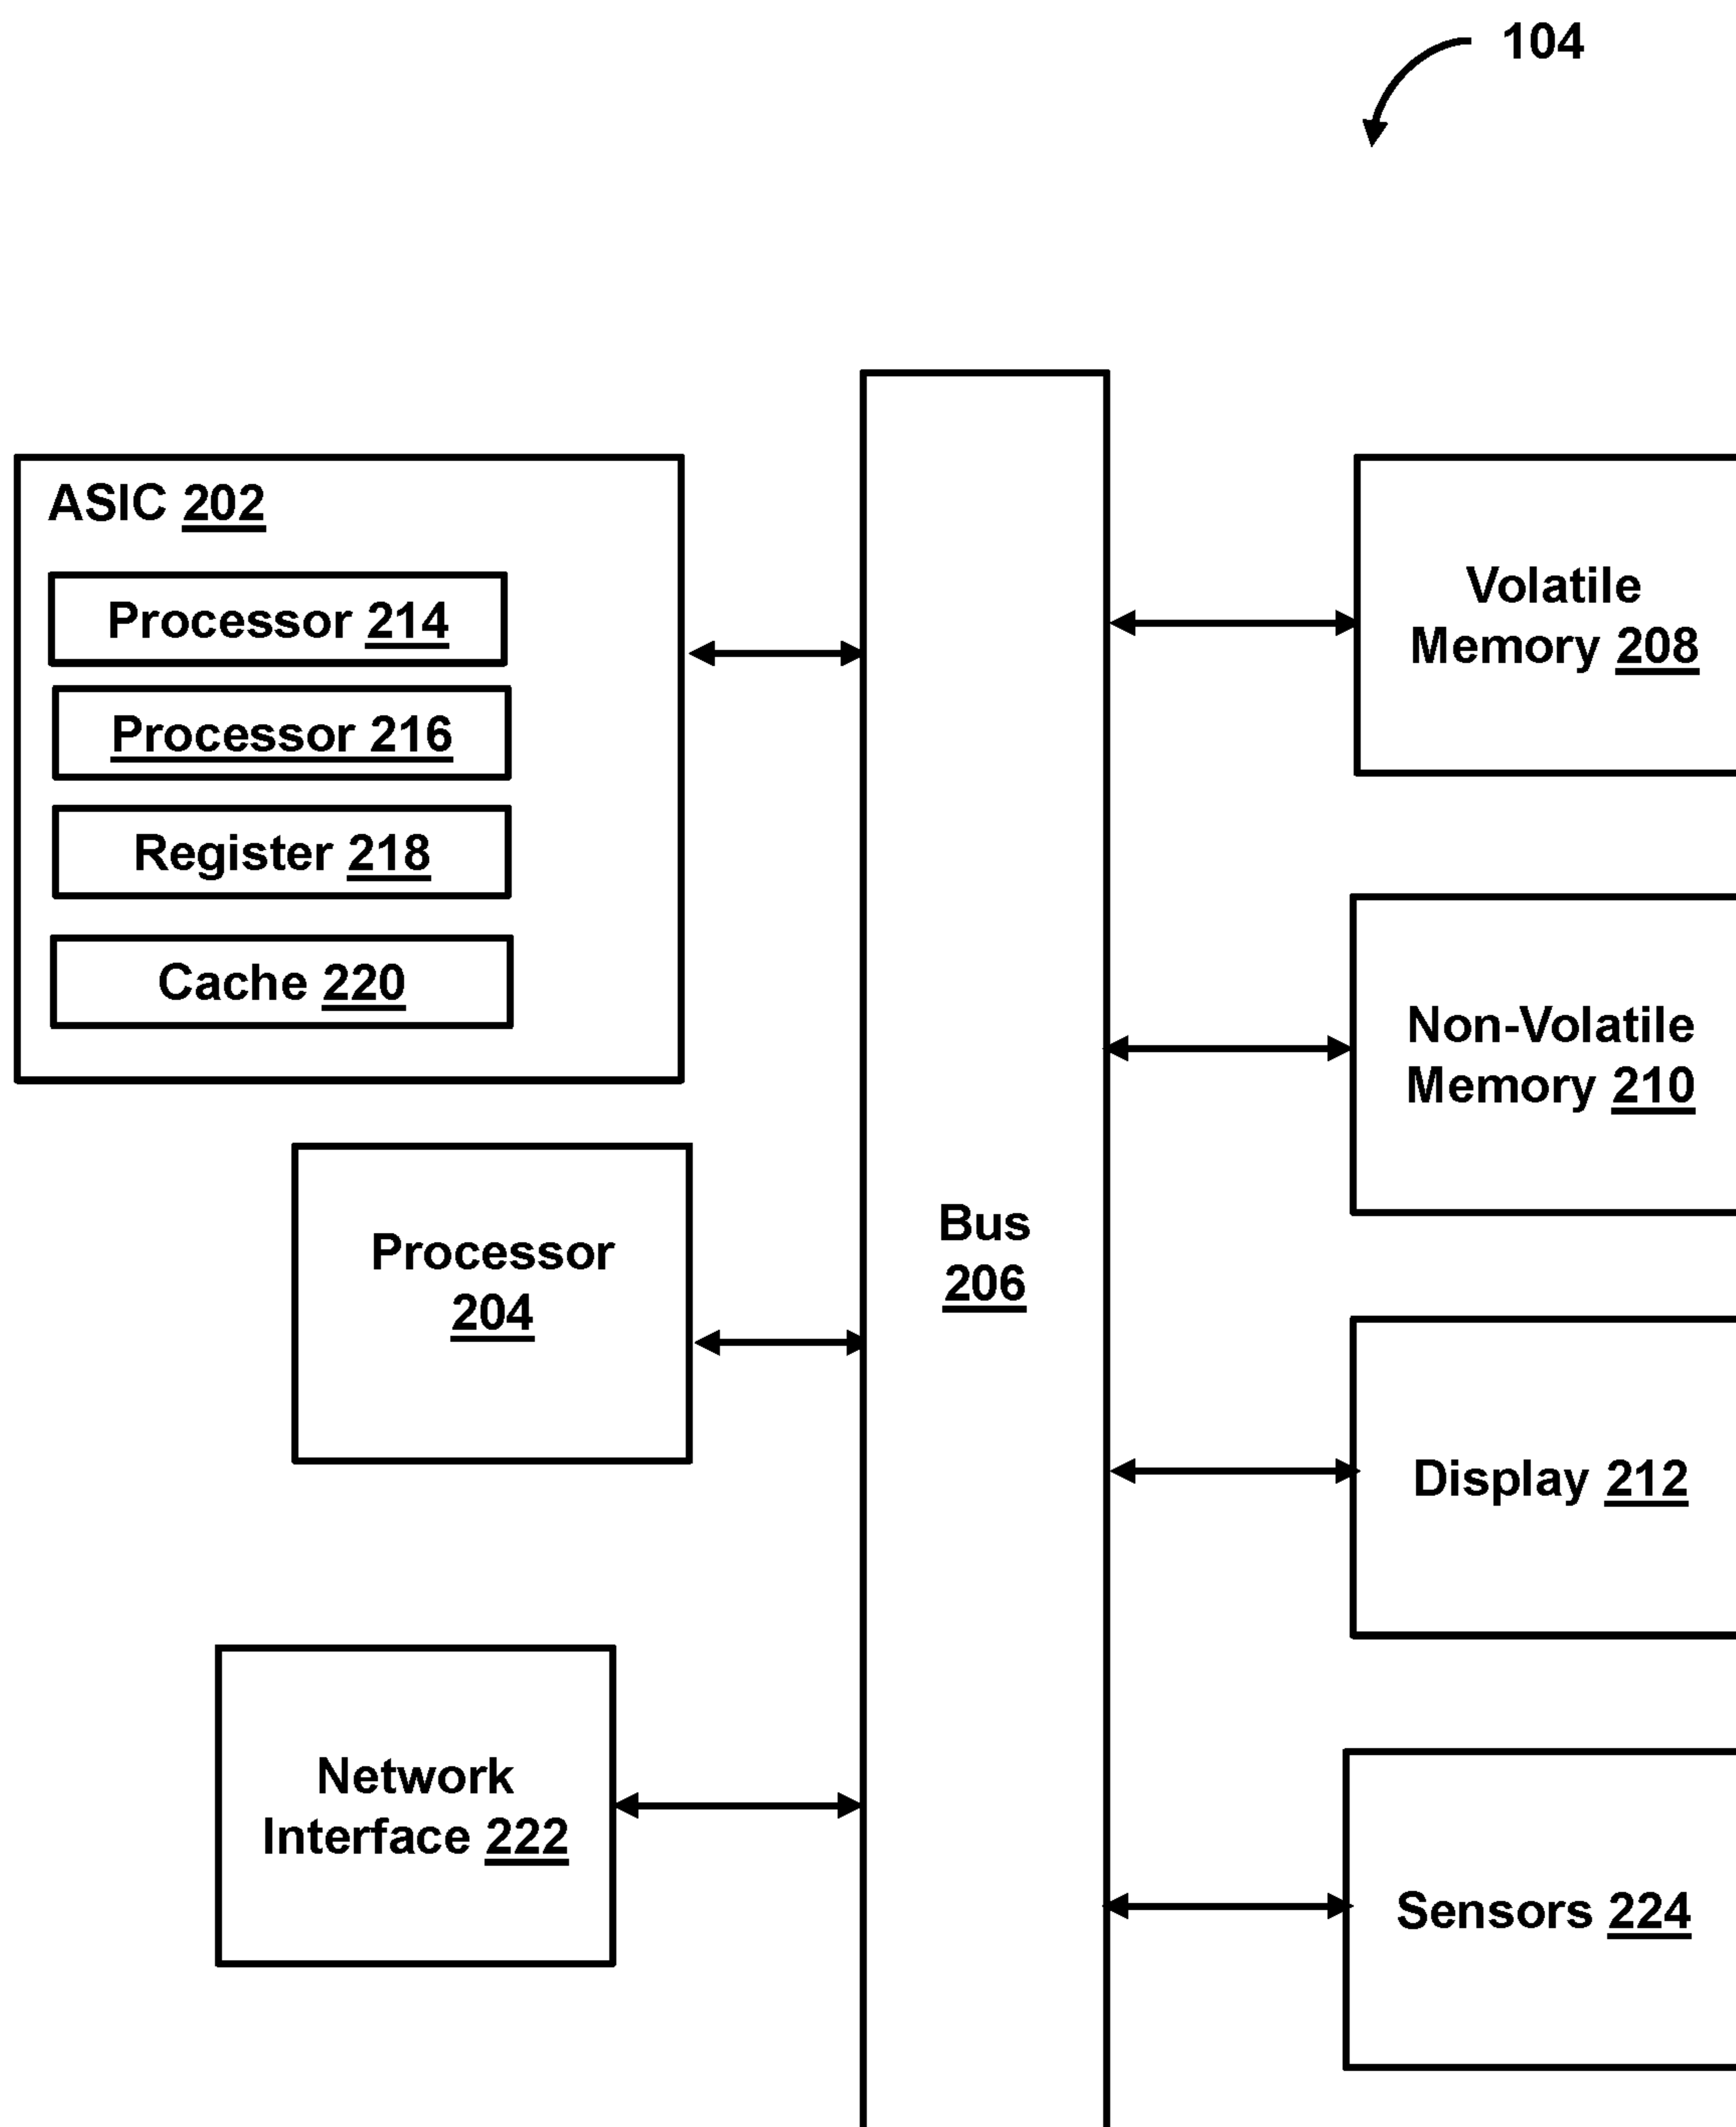 104
ASIC 202
Processor 214
Processor 216
Register 218
Cache 220
Processor
204
Network
Interface 222
Bus
206
Volatile
Memory 208
Non-Volatile
Memory 210
Display 212
Sensors 224